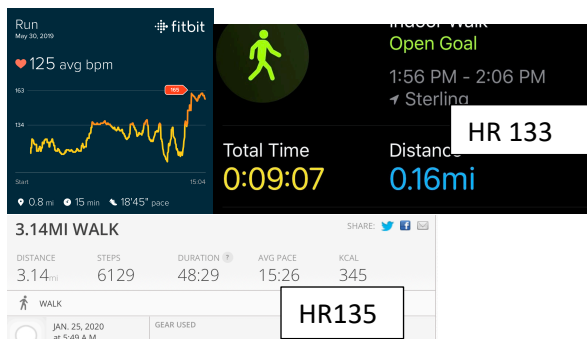 Run
May 30, 2019
fitbit
125 avg bpm
163
165
134
Start
15:04
0.8 mi
15 min
18'45" pace
Indoor Walk
Open Goal
1:56 PM - 2:06 PM
Sterling
HR 133
Total Time
Distance
0:09:07
0.16mi
3.14MI WALK
SHARE:
DISTANCE
STEPS
DURATION ?
AVG PACE
KCAL
3.14mi
6129
48:29
15:26
345
WALK
HR135
JAN. 25, 2020
at 5:49 A.M.
GEAR USED